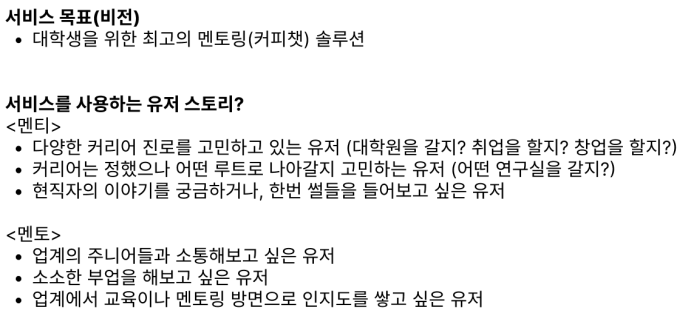 서비스 목표(비전)
• 대학생을 위한 최고의 멘토링(커피챗) 솔루션
서비스를 사용하는 유저 스토리?
<멘티>
• 다양한 커리어 진로를 고민하고 있는 유저 (대학원을 갈지? 취업을 할지? 창업을 할지?)
• 커리어는 정했으나 어떤 루트로 나아갈지 고민하는 유저 (어떤 연구실을 갈지?)
• 현직자의 이야기를 궁금하거나, 한번 썰들을 들어보고 싶은 유저
<멘토>
• 업계의 주니어들과 소통해보고 싶은 유저
• 소소한 부업을 해보고 싶은 유저
• 업계에서 교육이나 멘토링 방면으로 인지도를 쌓고 싶은 유저